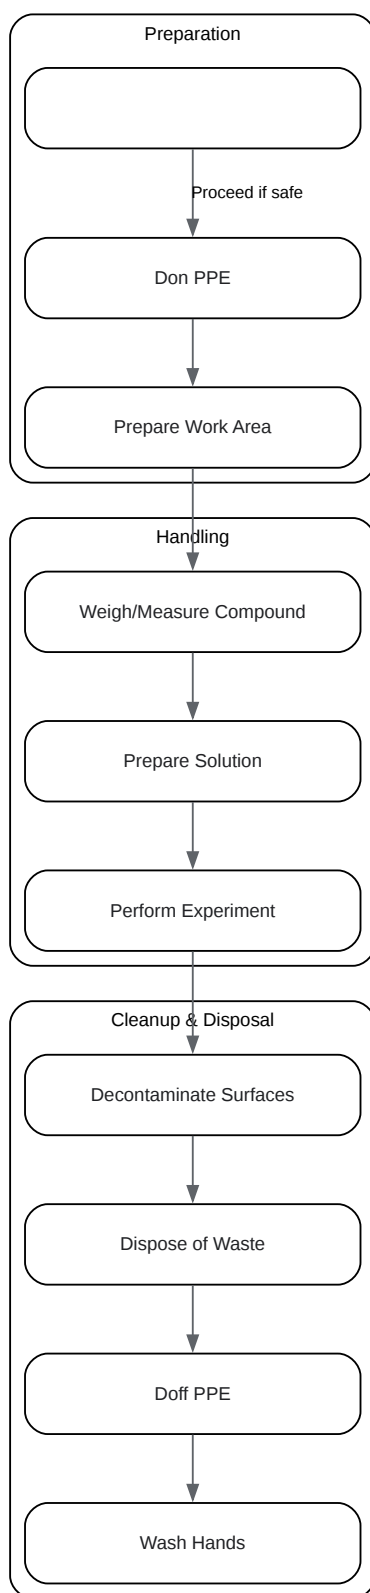 Preparation
Proceed if safe
Don PPE
Prepare Work Area
Handling
Weigh/Measure Compound
Prepare Solution
Perform Experiment
Cleanup & Disposal
Decontaminate Surfaces
Dispose of Waste
Doff PPE
Wash Hands